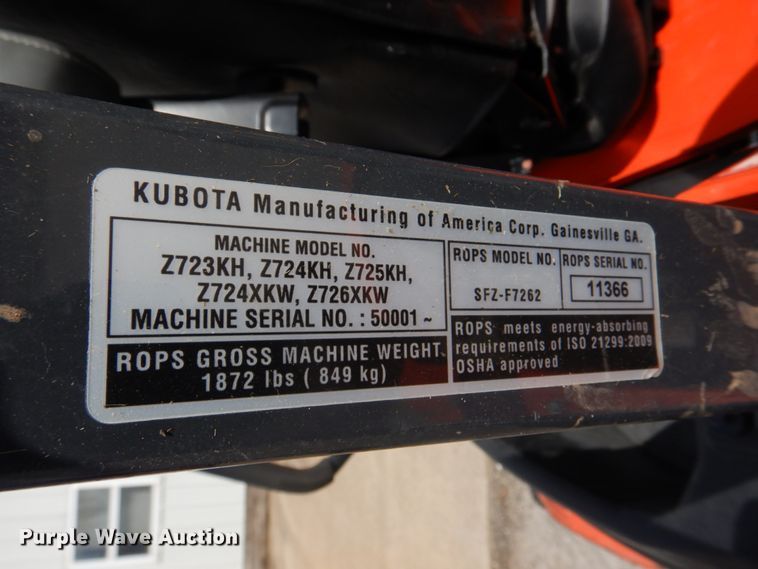 KUBOTA Manufacturing of America Corp. Gainesville GA.
MACHINE MODEL NO.
Z723KH, Z724KH, Z725KH,
Z724XKW, Z726XKW
MACHINE SERIAL NO. : 50001 ~
ROPS MODEL NO.
SFZ-F7262
ROPS SERIAL NO.
11366
ROPS GROSS MACHINE WEIGHT
1872 lbs ( 849 kg)
ROPS meets energy-absorbing
requirements of ISO 21299:2009
OSHA approved
Purple Wave Auction